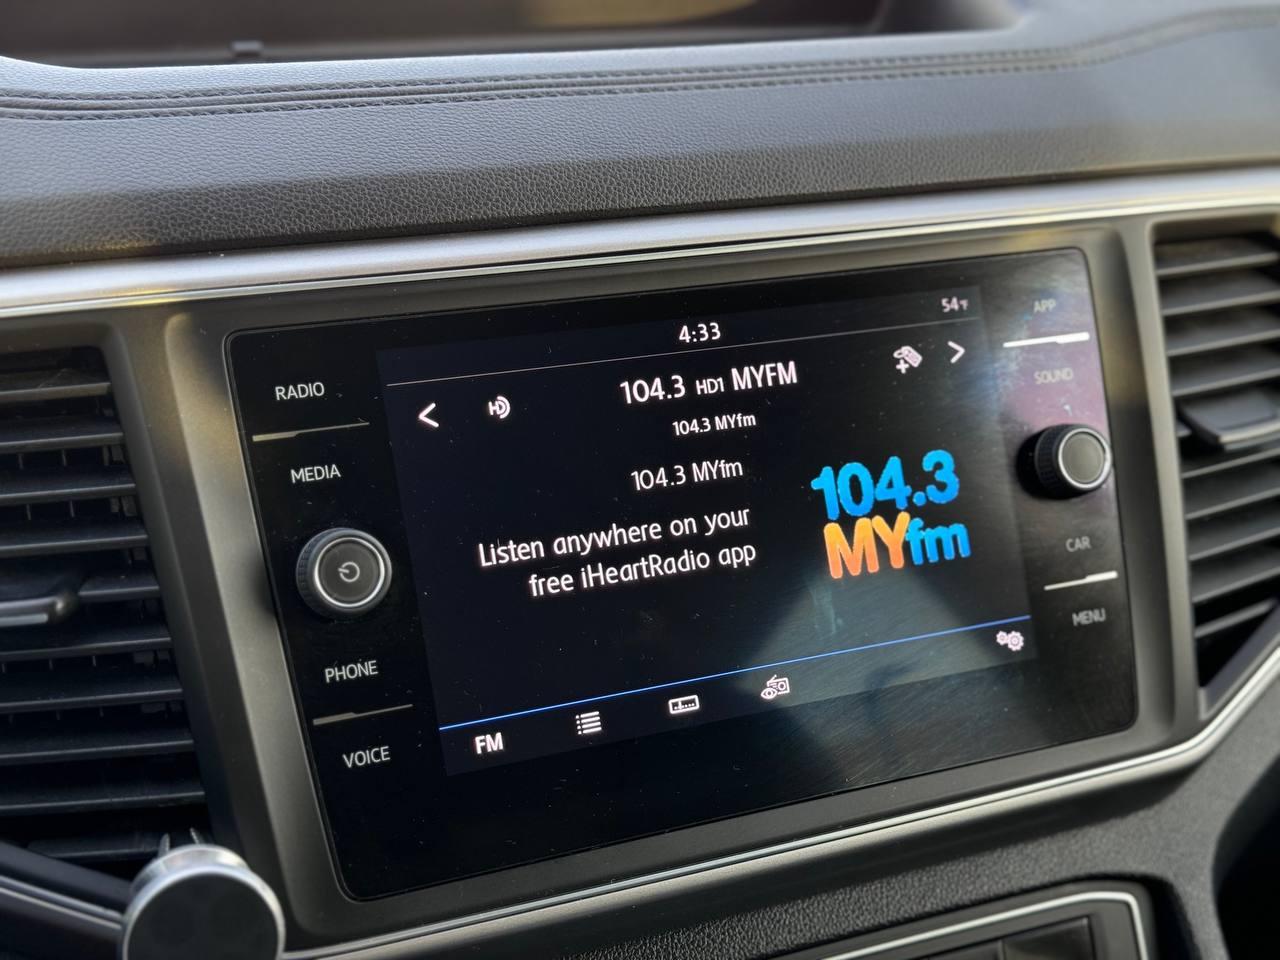 4:33
54°F
104.3 HD1 MYFM
104.3 MYfm
104.3 MYfm
Listen anywhere on your
free iHeartRadio app
104.3
MYfm
FM
RADIO
MEDIA
PHONE
VOICE
APP
SOUND
CAR
MENU
HD